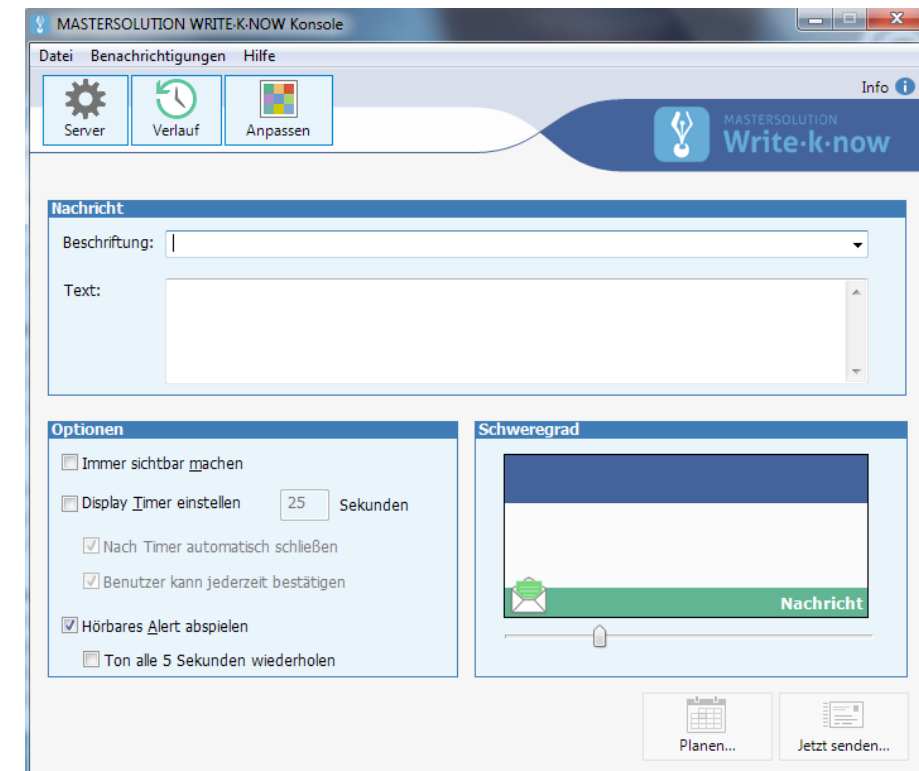 MASTERSOLUTION WRITE·K·NOW Konsole
Datei Benachrichtigungen Hilfe
Info i
Server Verlauf Anpassen
MASTERSOLUTION
Write·k·now
Nachricht
Beschriftung:
Text:
Optionen
Schweregrad
Immer sichtbar machen
Display Timer einstellen 25 Sekunden
Nach Timer automatisch schließen
Benutzer kann jederzeit bestätigen
Nachricht
Hörbares Alert abspielen
Ton alle 5 Sekunden wiederholen
Planen... Jetzt senden...